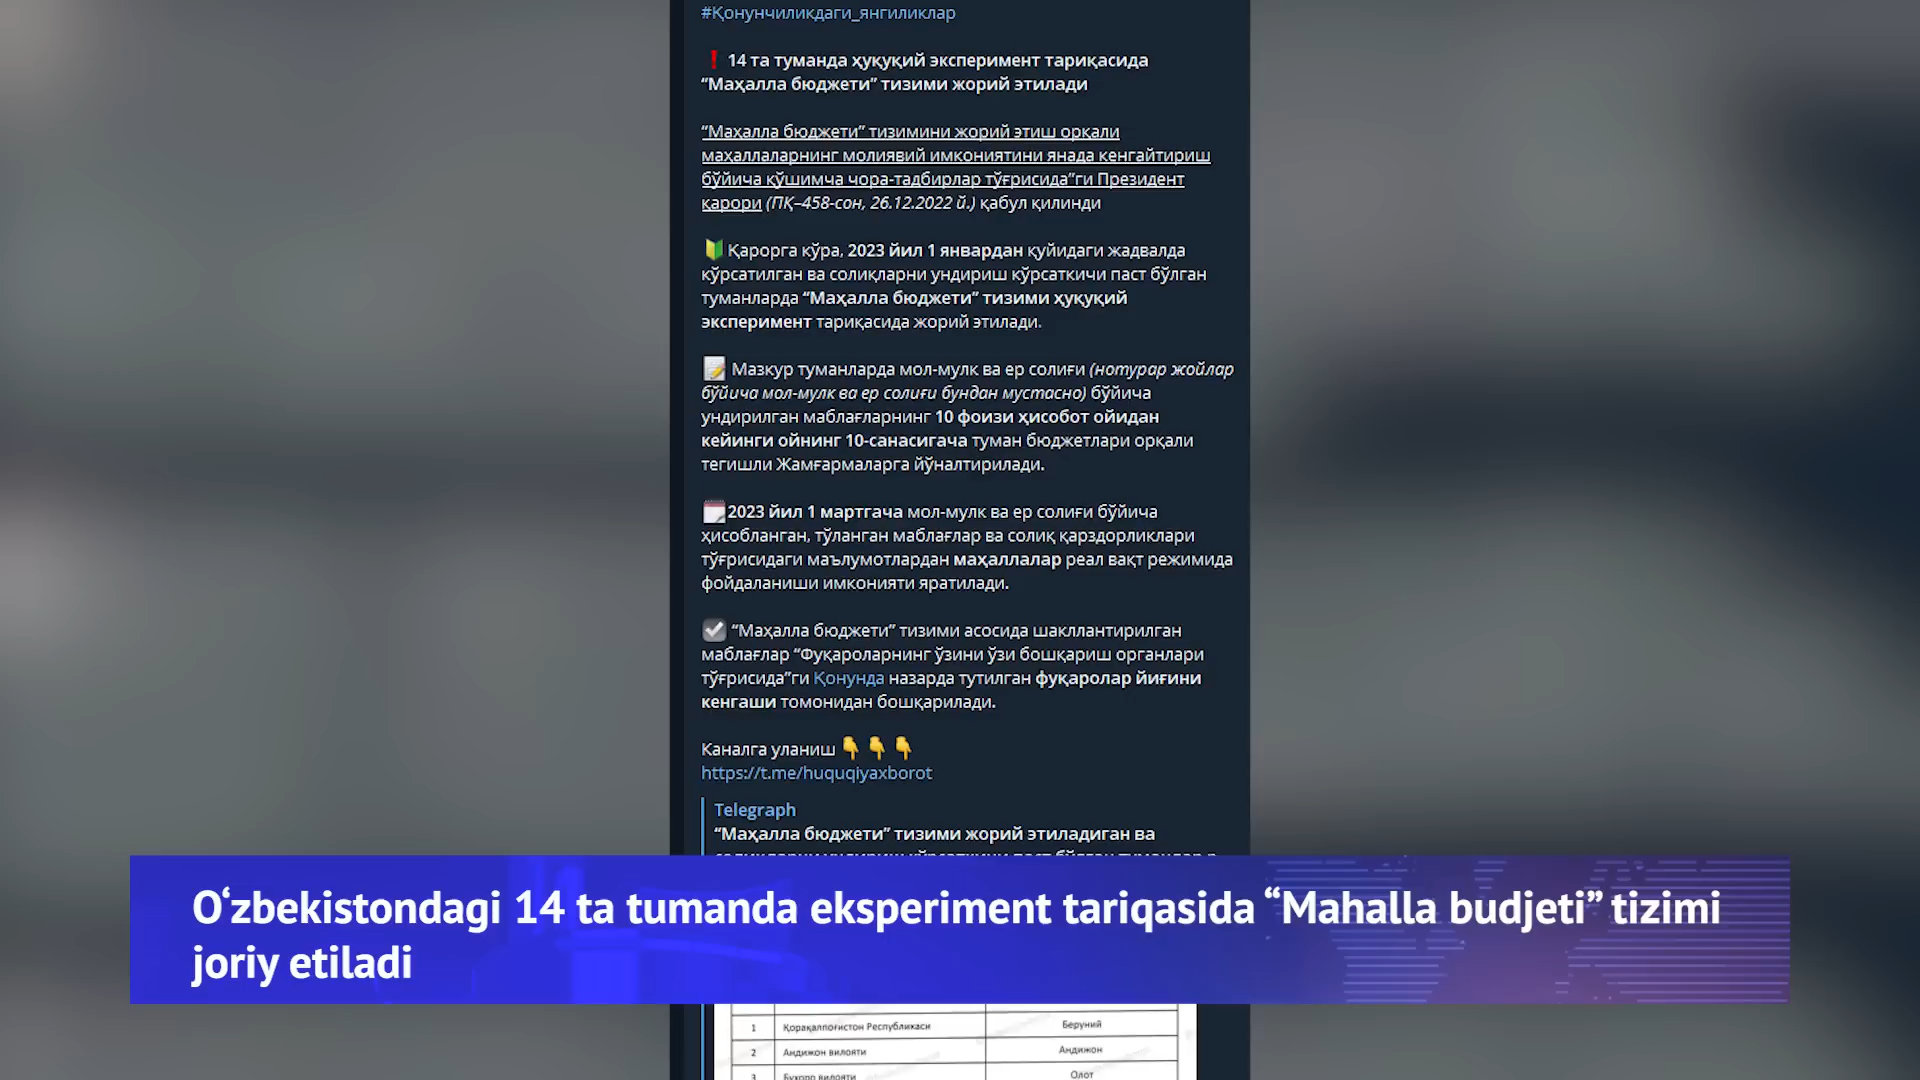 #Қонунчиликдаги_янгиликлар
❗ 14 та туманда ҳуқуқий эксперимент тариқасида
“Маҳалла бюджети” тизими жорий этилади
“Маҳалла бюджети” тизимини жорий этиш орқали
маҳаллаларнинг молиявий имкониятини янада кенгайтириш
бўйича қўшимча чора-тадбирлар тўғрисида”ги Президент
қарори (ПҚ–458-сон, 26.12.2022 й.) қабул қилинди
🔰 Қарорга кўра, 2023 йил 1 январдан қуйидаги жадвалда
кўрсатилган ва солиқларни ундириш кўрсаткичи паст бўлган
туманларда “Маҳалла бюджети” тизими ҳуқуқий
эксперимент тариқасида жорий этилади.
📝 Мазкур туманларда мол-мулк ва ер солиғи (нотурар жойлар
бўйича мол-мулк ва ер солиғи бундан мустасно) бўйича
ундирилган маблағларнинг 10 фоизи ҳисобот ойидан
кейинги ойнинг 10-санасигача туман бюджетлари орқали
тегишли Жамғармаларга йўналтирилади.
🗓 2023 йил 1 мартгача мол-мулк ва ер солиғи бўйича
ҳисобланган, тўланган маблағлар ва солиқ қарздорликлари
тўғрисидаги маълумотлардан маҳаллалар реал вақт режимида
фойдаланиши имконияти яратилади.
☑️ “Маҳалла бюджети” тизими асосида шакллантирилган
маблағлар “Фуқароларнинг ўзини ўзи бошқариш органлари
тўғрисида”ги Қонунда назарда тутилган фуқаролар йиғини
кенгаши томонидан бошқарилади.
Каналга уланиш 👇 👇 👇
https://t.me/huquqiyaxborot
Telegraph
“Маҳалла бюджети” тизими жорий этиладиган ва
O‘zbekistondagi 14 ta tumanda eksperiment tariqasida “Mahalla budjeti” tizimi
joriy etiladi
1 Қорақалпоғистон Республикаси Беруний
2 Андижон вилояти Андижон
3 Бухоро вилояти Олот